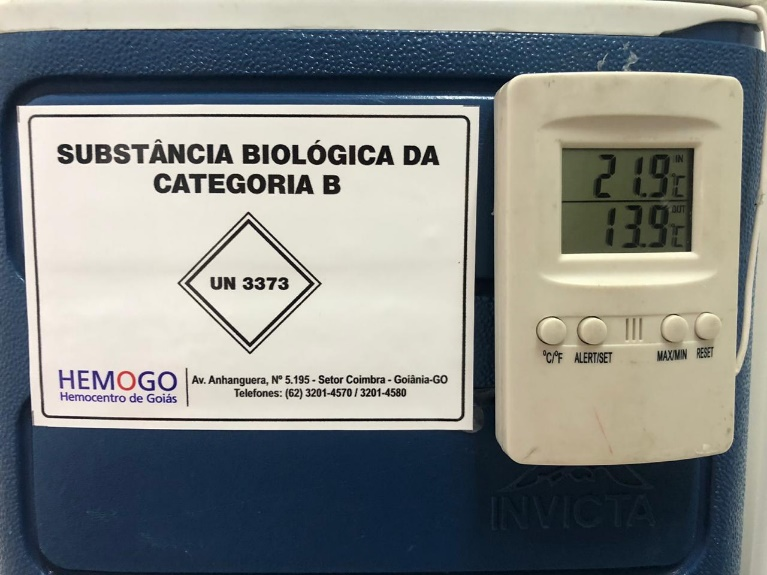 SUBSTÂNCIA BIOLÓGICA DA
CATEGORIA B
UN 3373
HEMOGO
Hemocentro de Goiás
Av. Anhanguera, Nº 5.195 - Setor Coimbra - Goiânia-GO
Telefones: (62) 3201-4570 / 3201-4580
21.9°C IN
13.9°C OUT
°C/°F ALERT/SET MAX/MIN RESET
INVICTA